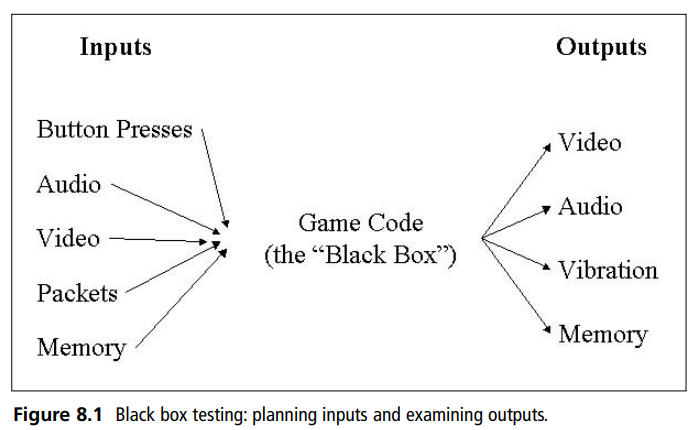 Inputs
Outputs
Button Presses
Audio
Video
Packets
Memory
Game Code
(the “Black Box”)
Video
Audio
Vibration
Memory
Figure 8.1 Black box testing: planning inputs and examining outputs.